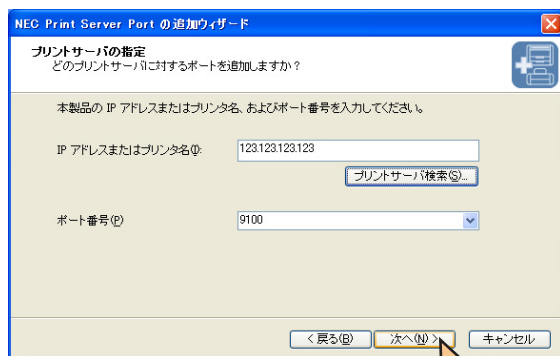 NEC Print Server Port の追加ウィザード
プリントサーバの指定
どのプリントサーバに対するポートを追加しますか？
本製品の IP アドレスまたはプリンタ名、およびポート番号を入力してください。
IP アドレスまたはプリンタ名(I):
123.123.123.123
プリントサーバ検索(S)...
ポート番号(P)
9100
< 戻る(B)
次へ(N) >
キャンセル